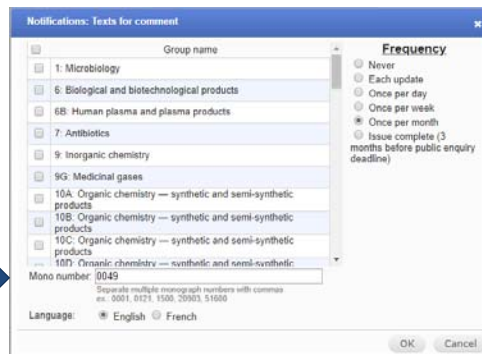 Notifications: Texts for comment
Group name
1: Microbiology
6: Biological and biotechnological products
6B: Human plasma and plasma products
7: Antibiotics
9: Inorganic chemistry
9G: Medicinal gases
10A: Organic chemistry — synthetic and semi-synthetic
products
10B: Organic chemistry — synthetic and semi-synthetic
products
10C: Organic chemistry — synthetic and semi-synthetic
products
10D: Organic chemistry — synthetic and semi-synthetic
Frequency
Never
Each update
Once per day
Once per week
Once per month
Issue complete (3
months before public enquiry
deadline)
Mono number: 0049
Separate multiple monograph numbers with commas
ex.: 0001, 0121, 1500, 20903, 51600
Language: English French
OK Cancel